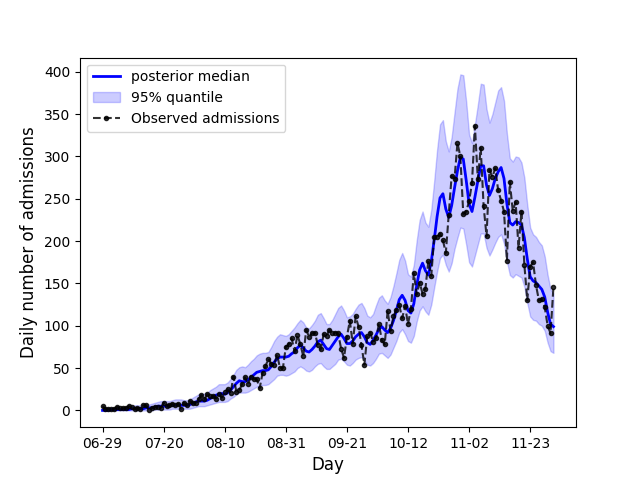 posterior median
95% quantile
Observed admissions
400
350
300
250
200
150
100
50
0
Daily number of admissions
06-29 07-20 08-10 08-31 09-21 10-12 11-02 11-23
Day